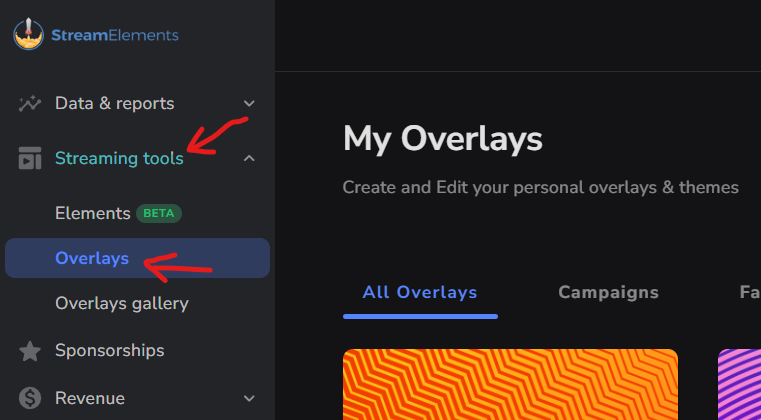 StreamElements
Data & reports
Streaming tools
Elements BETA
Overlays
Overlays gallery
Sponsorships
Revenue
My Overlays
Create and Edit your personal overlays & themes
All Overlays Campaigns